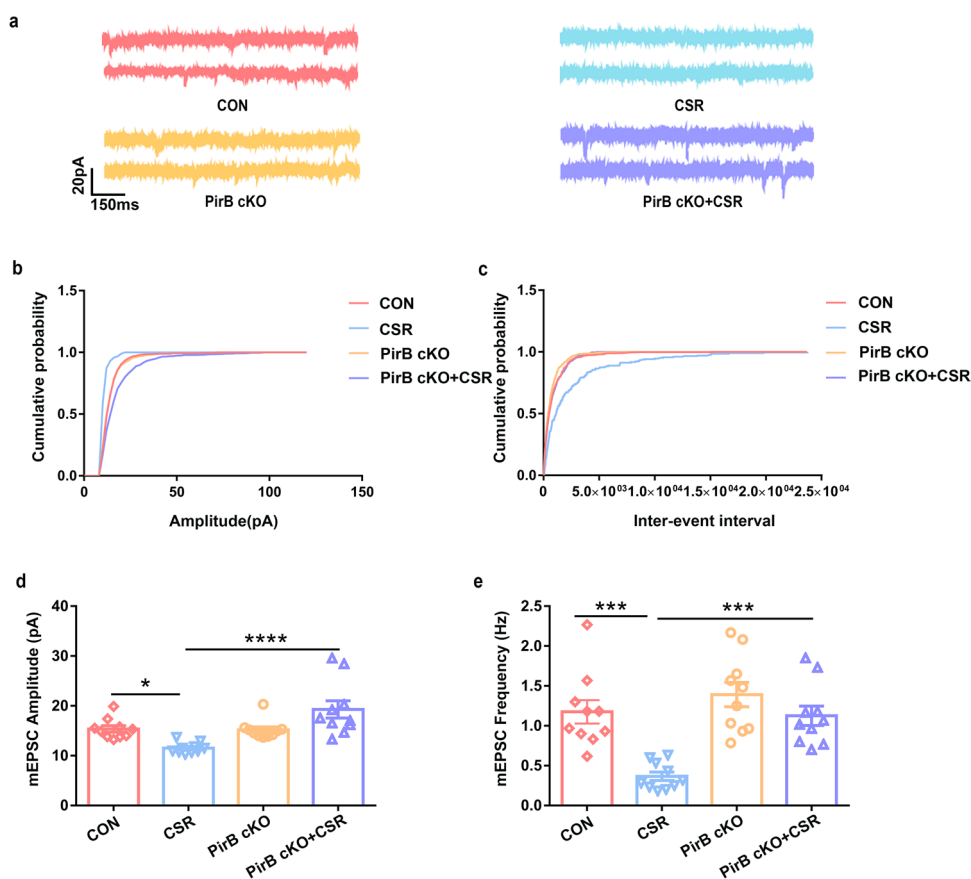 a
CON
CSR
20pA
150ms
PirB cKO
PirB cKO+CSR
b
Cumulative probability
1.5
1.0
0.5
0.0
0
50
100
150
Amplitude(pA)
CON
CSR
PirB cKO
PirB cKO+CSR
c
Cumulative probability
1.5
1.0
0.5
0.0
0
5.0×10⁰³
1.0×10⁰⁴
1.5×10⁰⁴
2.0×10⁰⁴
2.5×10⁰⁴
Inter-event interval
CON
CSR
PirB cKO
PirB cKO+CSR
d
mEPSC Amplitude (pA)
40
30
20
10
0
*
****
CON
CSR
PirB cKO
PirB cKO+CSR
e
mEPSC Frequency (Hz)
2.5
2.0
1.5
1.0
0.5
0.0
***
***
CON
CSR
PirB cKO
PirB cKO+CSR